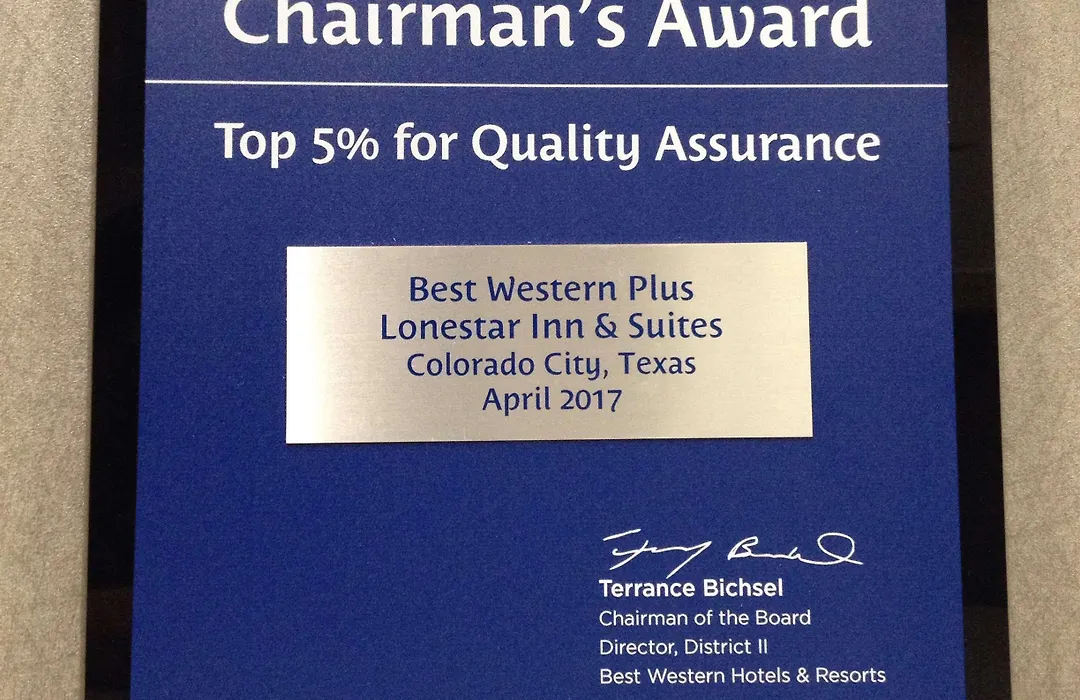 Chairman's Award
Top 5% for Quality Assurance
Best Western Plus
Lonestar Inn & Suites
Colorado City, Texas
April 2017
Terrance Bichsel
Chairman of the Board
Director, District II
Best Western Hotels & Resorts